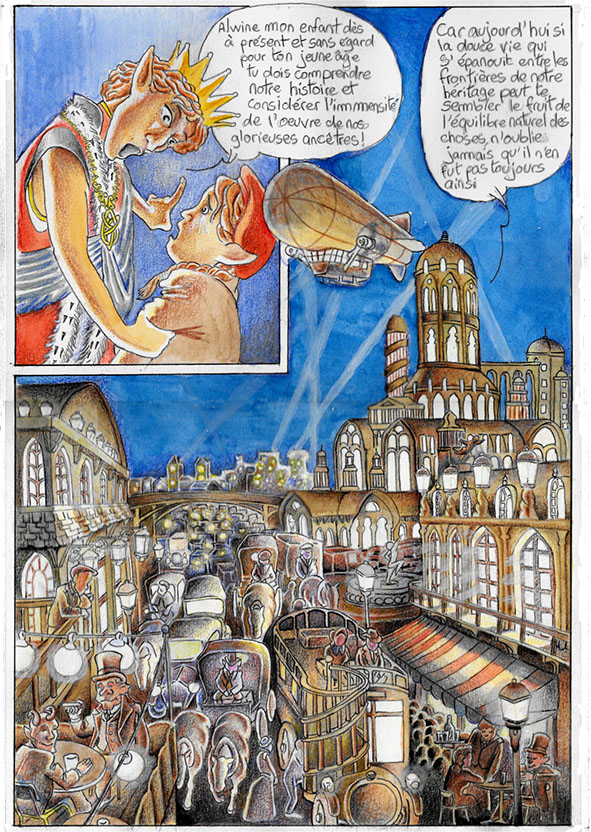 Alwine mon enfant dès
à présent et sans egard
pour ton jeune âge
tu dois comprendre
notre histoire et
considérer l'immensité
de l'oeuvre de nos
glorieuses ancêtres!
Car aujourd'hui si
la douce vie qui
s'épanouit entre les
frontières de notre
héritage peut te
sembler le fruit de
l'équilibre naturel des
choses, n'oublie
jamais qu'il n'en
fut pas toujours
ainsi